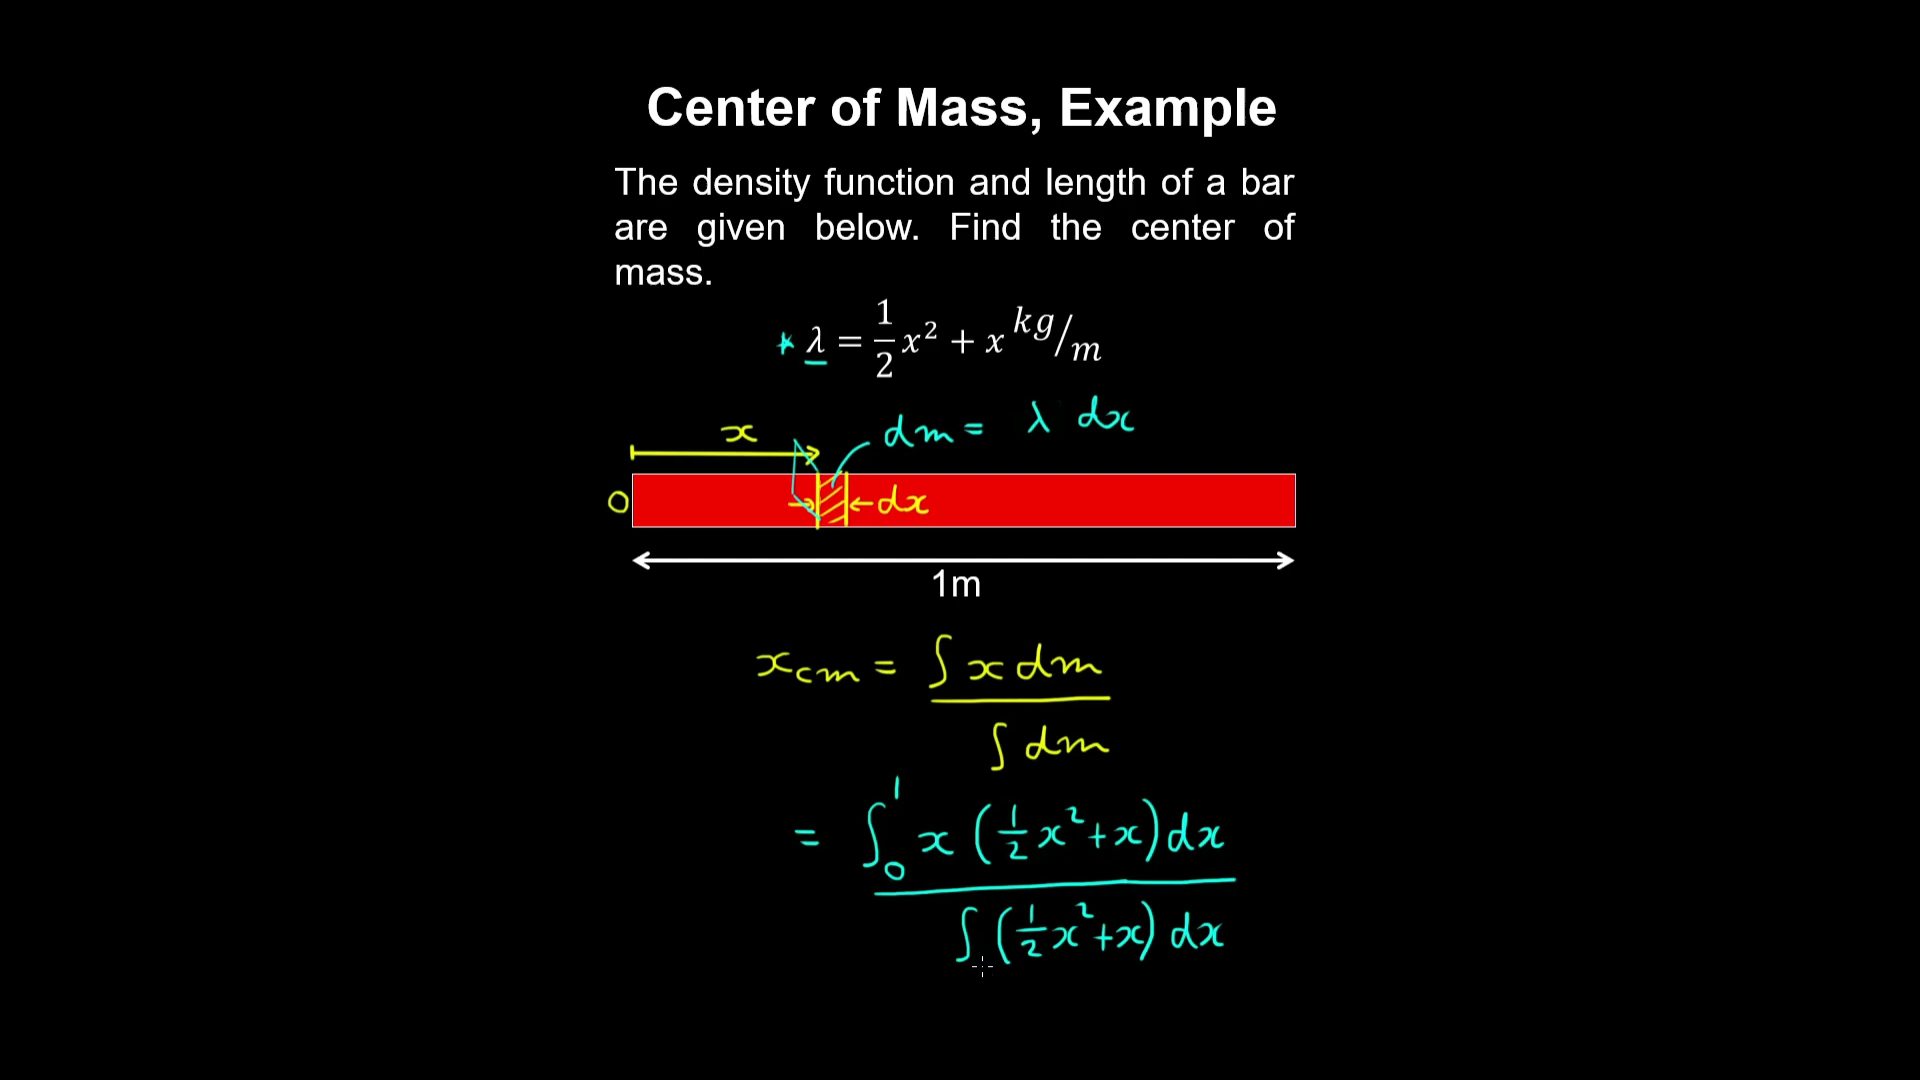 Center of Mass, Example
The density function and length of a bar
are given below. Find the center of
mass.
* λ = 1/2 x² + x kg/m
x
dm = λ dx
0
dx
1m
x_cm = ∫ x dm
∫ dm
= ∫₀¹ x (1/2 x² + x) dx
∫ (1/2 x² + x) dx